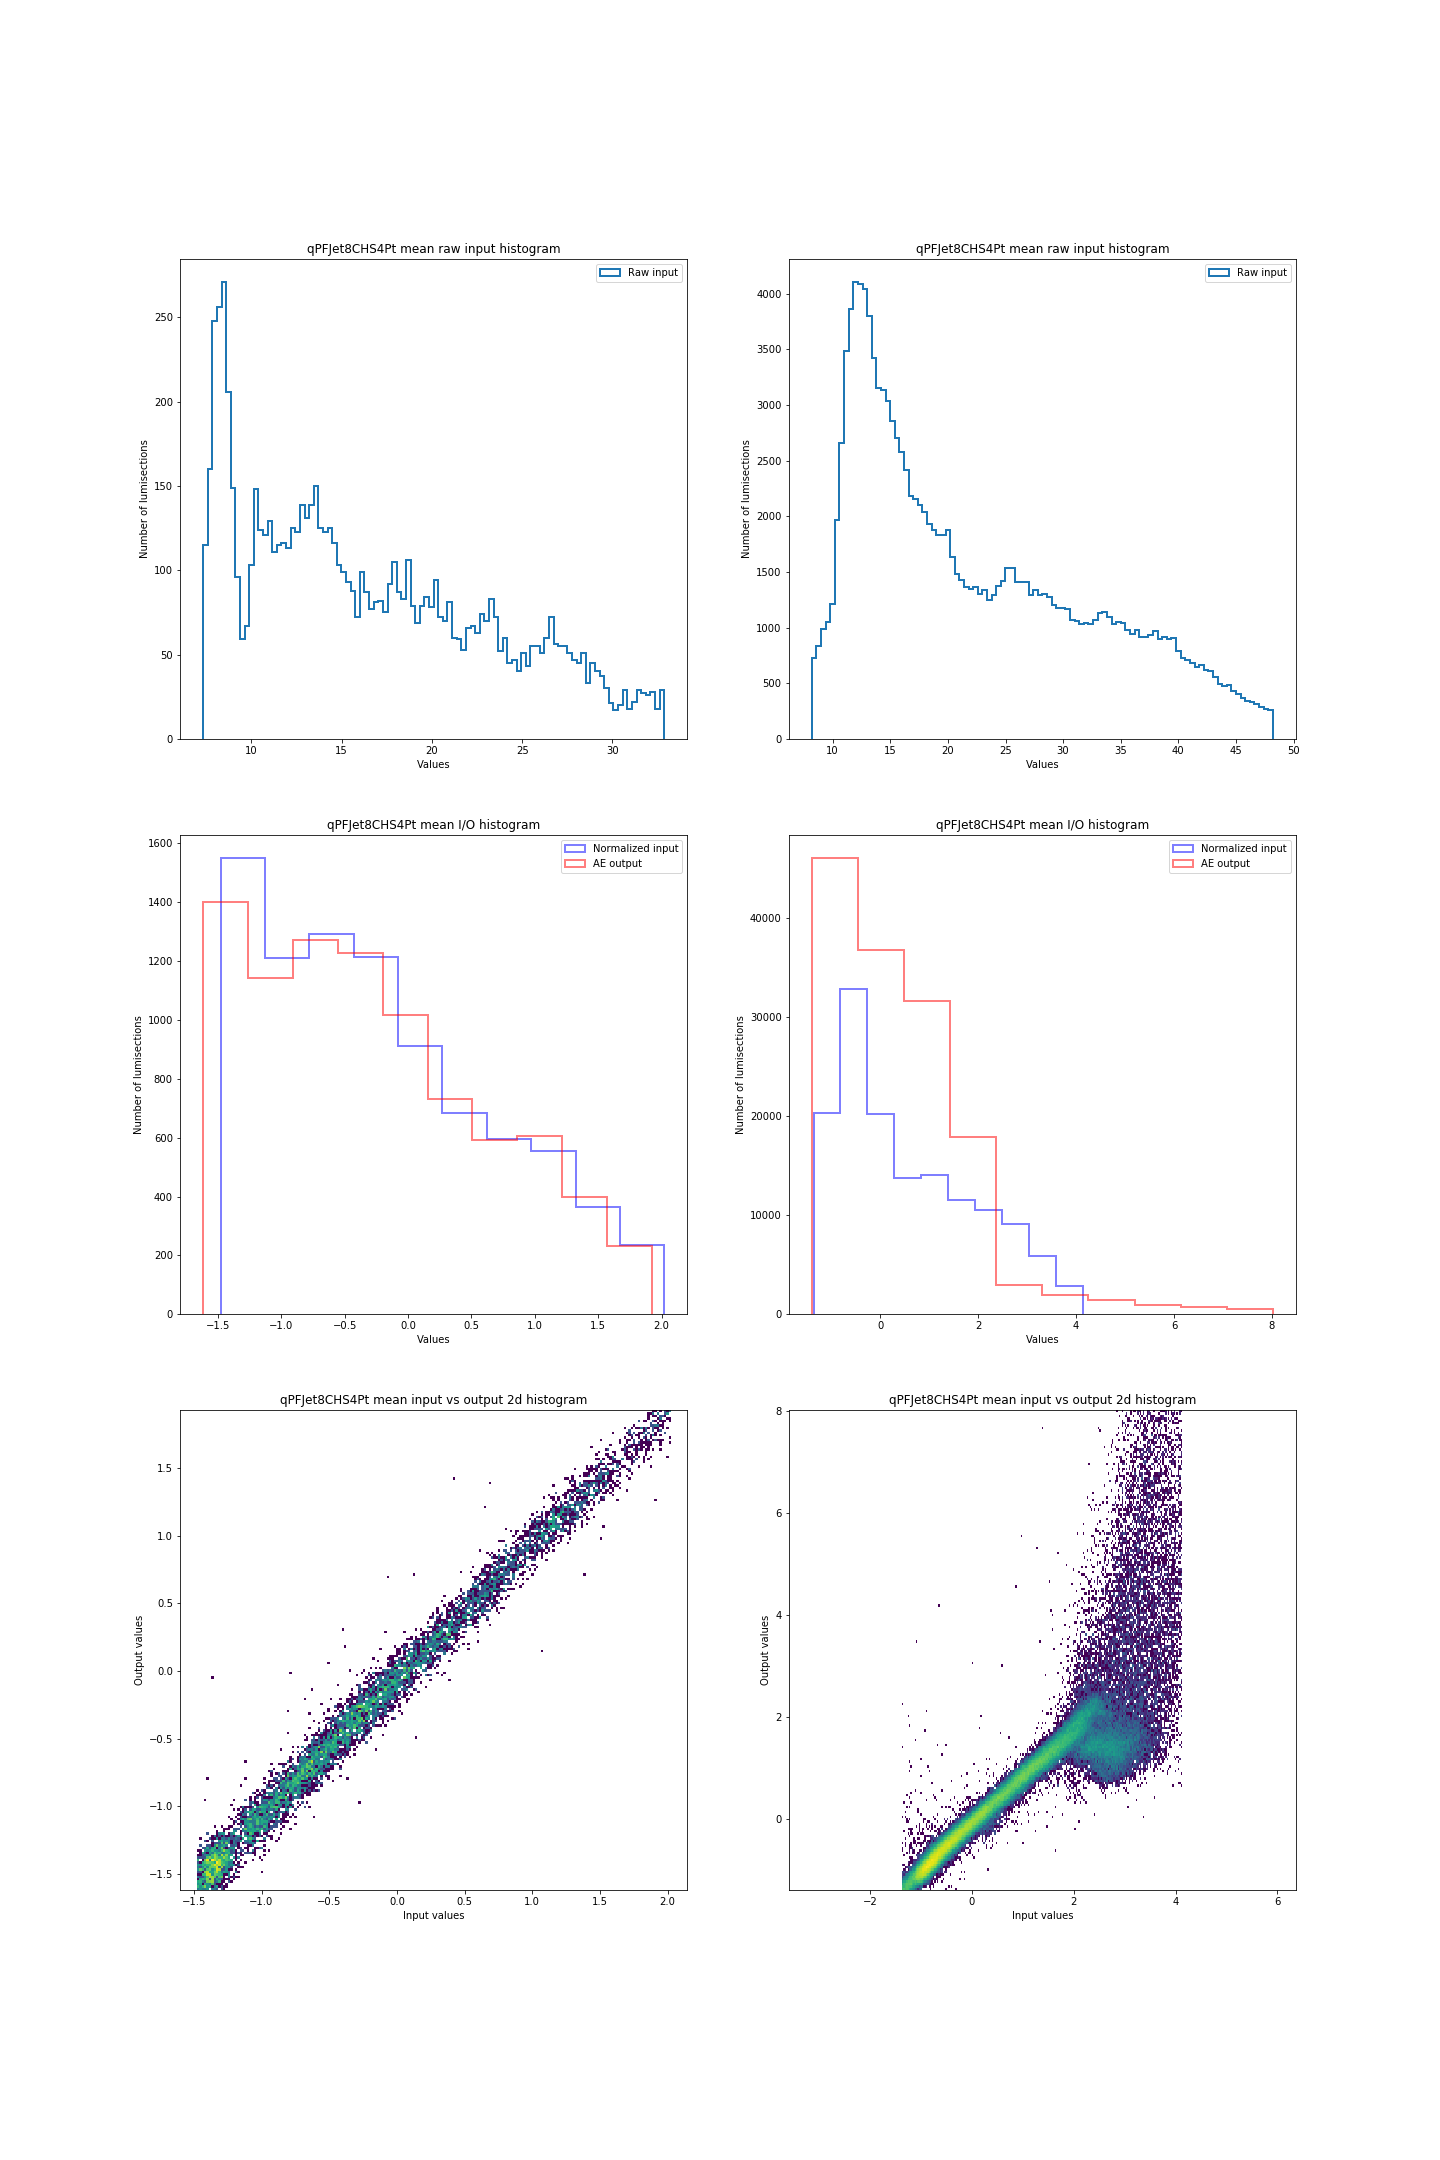 qPFJet8CHS4Pt mean raw input histogram
Raw input
250
200
150
100
50
0
Number of lumisections
10 15 20 25 30
Values
qPFJet8CHS4Pt mean raw input histogram
Raw input
4000
3500
3000
2500
2000
1500
1000
500
0
Number of lumisections
10 15 20 25 30 35 40 45 50
Values
qPFJet8CHS4Pt mean I/O histogram
Normalized input
AE output
1600
1400
1200
1000
800
600
400
200
0
Number of lumisections
−1.5 −1.0 −0.5 0.0 0.5 1.0 1.5 2.0
Values
qPFJet8CHS4Pt mean I/O histogram
Normalized input
AE output
40000
30000
20000
10000
0
Number of lumisections
0 2 4 6 8
Values
qPFJet8CHS4Pt mean input vs output 2d histogram
1.5
1.0
0.5
0.0
−0.5
−1.0
−1.5
Output values
−1.5 −1.0 −0.5 0.0 0.5 1.0 1.5 2.0
Input values
qPFJet8CHS4Pt mean input vs output 2d histogram
8
6
4
2
0
Output values
−2 0 2 4 6
Input values